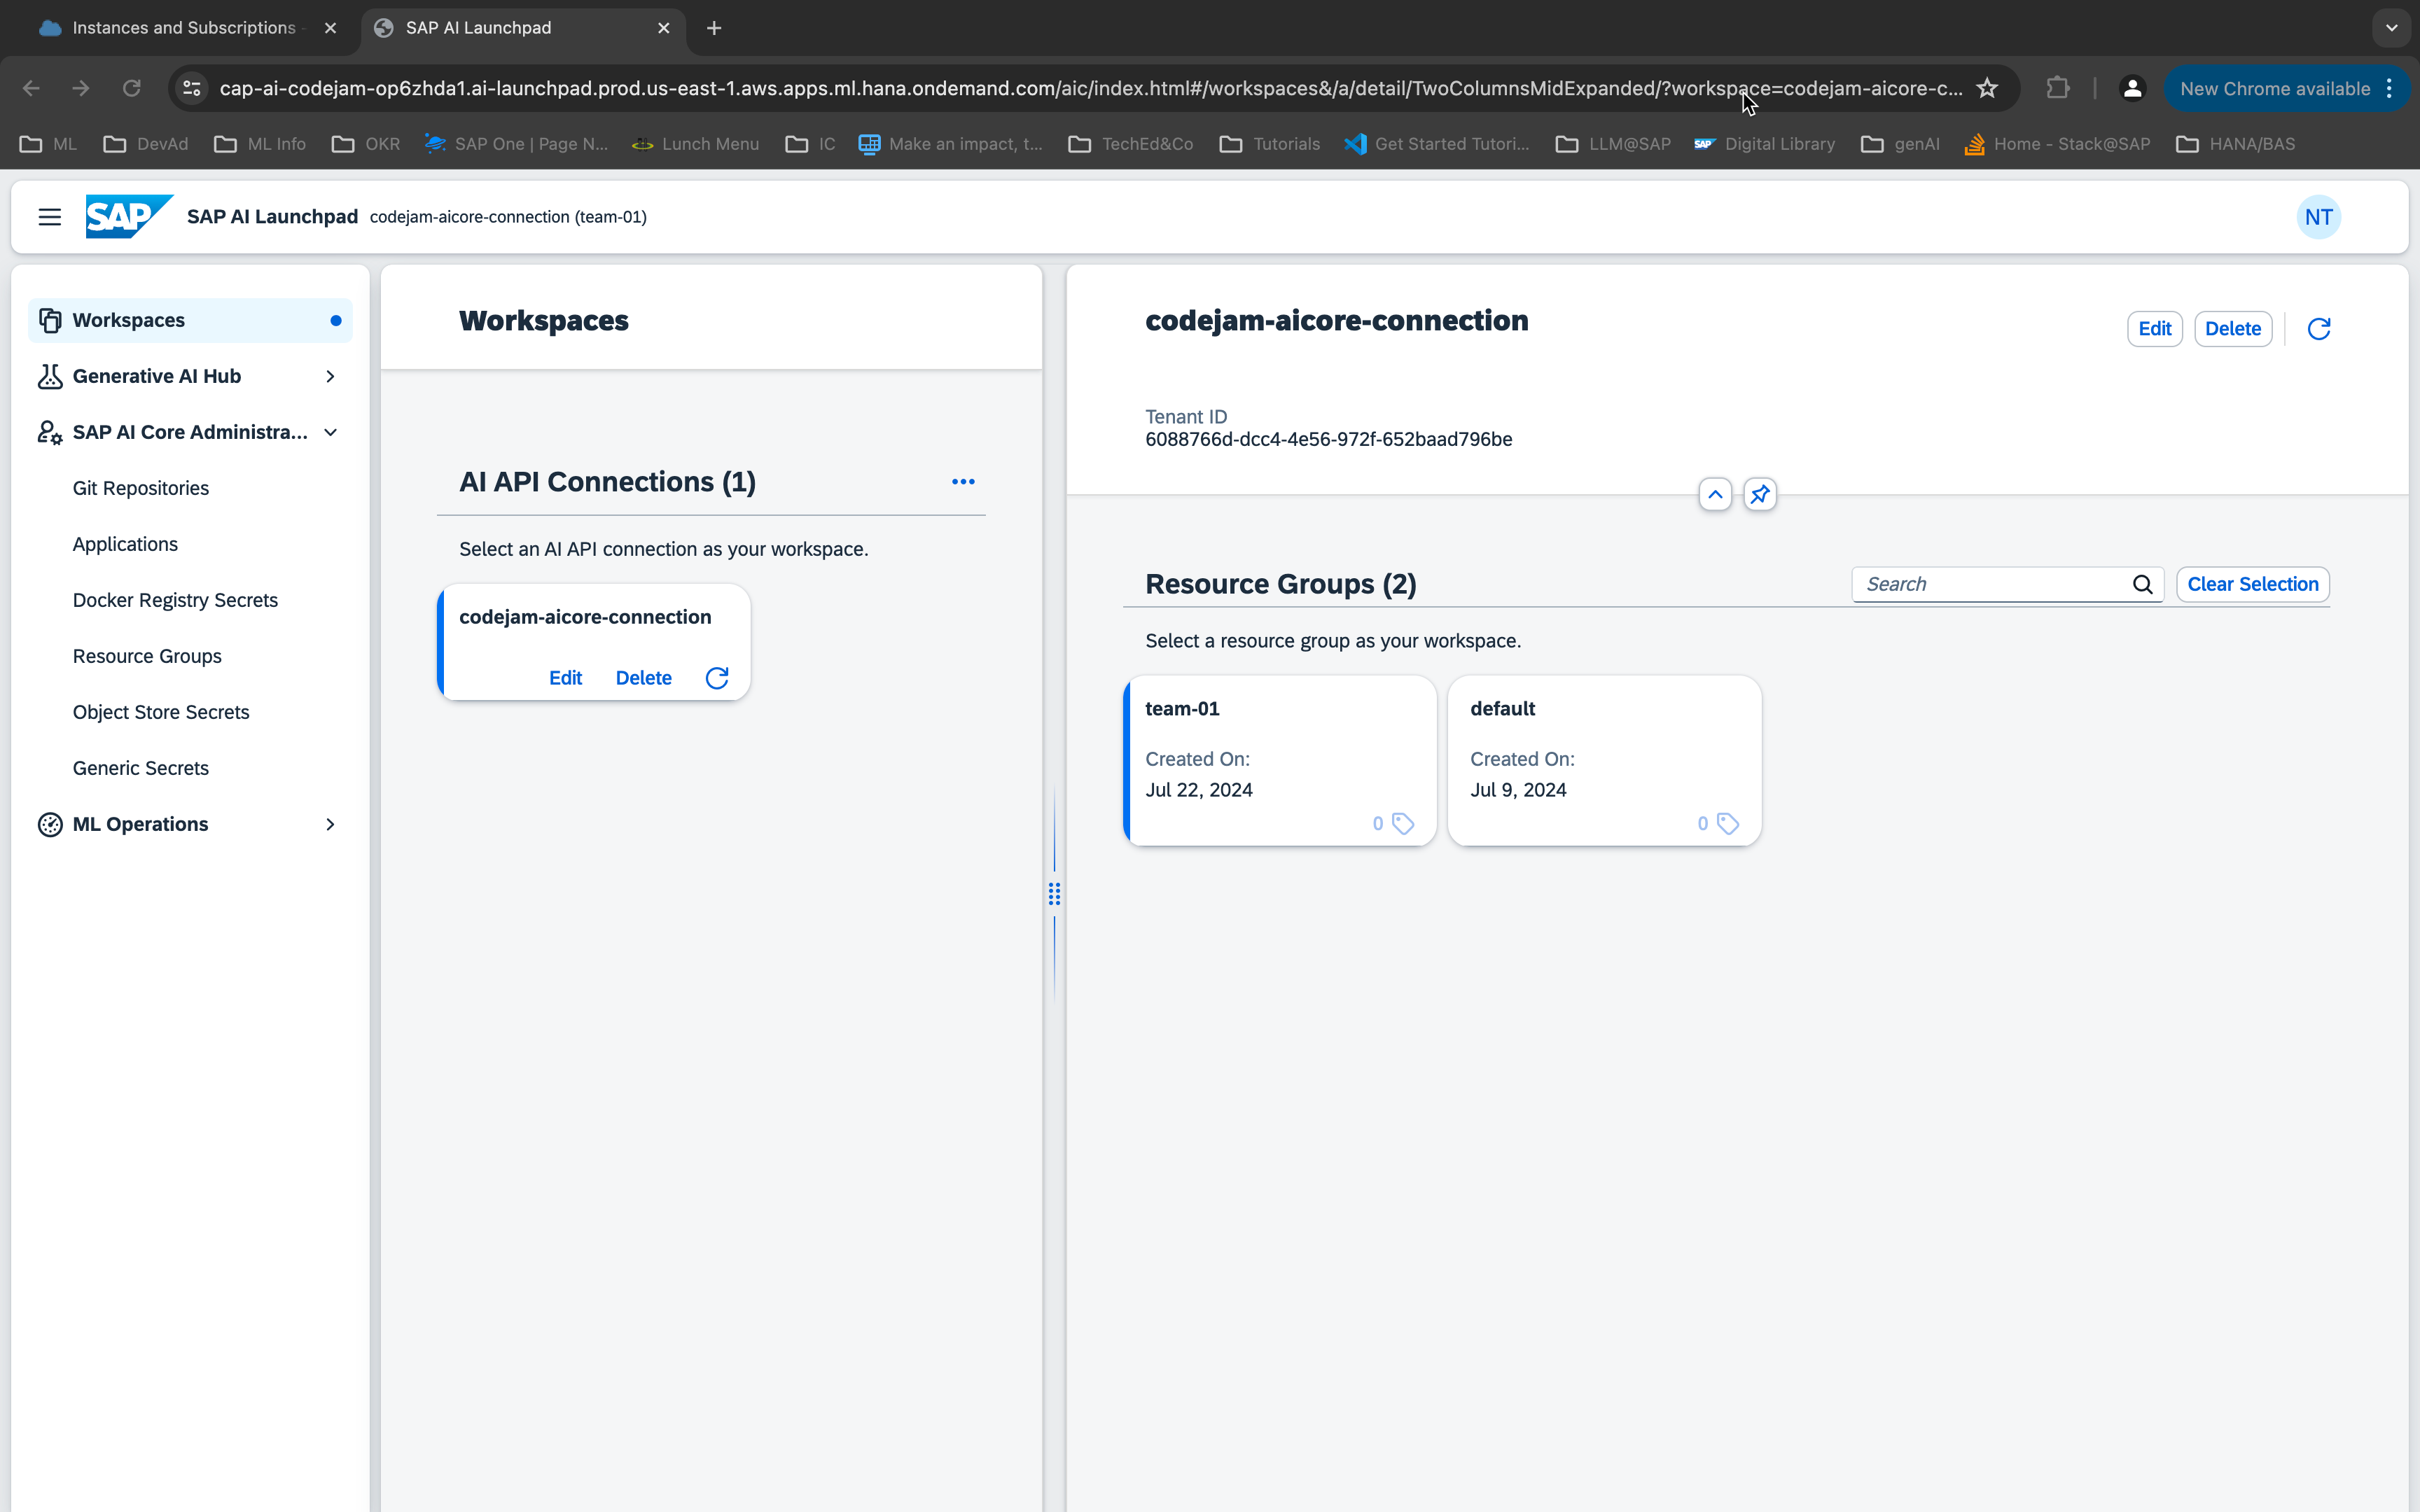 Instances and Subscriptions -
SAP AI Launchpad
cap-ai-codejam-op6zhda1.ai-launchpad.prod.us-east-1.aws.apps.ml.hana.ondemand.com/aic/index.html#/workspaces&/a/detail/TwoColumnsMidExpanded/?workspace=codejam-aicore-c...
New Chrome available
ML
DevAd
ML Info
OKR
SAP One | Page N...
Lunch Menu
IC
Make an impact, t...
TechEd&Co
Tutorials
Get Started Tutori...
LLM@SAP
SAP
Digital Library
genAI
Home - Stack@SAP
HANA/BAS
SAP
SAP AI Launchpad codejam-aicore-connection (team-01)
NT
Workspaces
Generative AI Hub
SAP AI Core Administra...
Git Repositories
Applications
Docker Registry Secrets
Resource Groups
Object Store Secrets
Generic Secrets
ML Operations
Workspaces
AI API Connections (1)
Select an AI API connection as your workspace.
codejam-aicore-connection
Edit Delete
codejam-aicore-connection
Edit Delete
Tenant ID
6088766d-dcc4-4e56-972f-652baad796be
Resource Groups (2)
Search
Clear Selection
Select a resource group as your workspace.
team-01
Created On:
Jul 22, 2024
0
default
Created On:
Jul 9, 2024
0